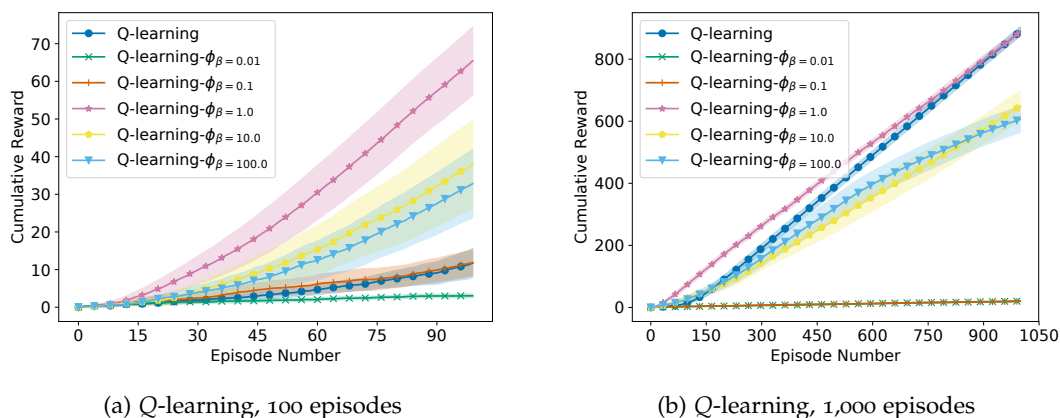 Cumulative Reward
70
60
50
40
30
20
10
0
Q-learning
Q-learning-ϕβ=0.01
Q-learning-ϕβ=0.1
Q-learning-ϕβ=1.0
Q-learning-ϕβ=10.0
Q-learning-ϕβ=100.0
0 15 30 45 60 75 90
Episode Number
(a) Q-learning, 100 episodes
Cumulative Reward
800
600
400
200
0
Q-learning
Q-learning-ϕβ=0.01
Q-learning-ϕβ=0.1
Q-learning-ϕβ=1.0
Q-learning-ϕβ=10.0
Q-learning-ϕβ=100.0
0 150 300 450 600 750 900 1050
Episode Number
(b) Q-learning, 1,000 episodes